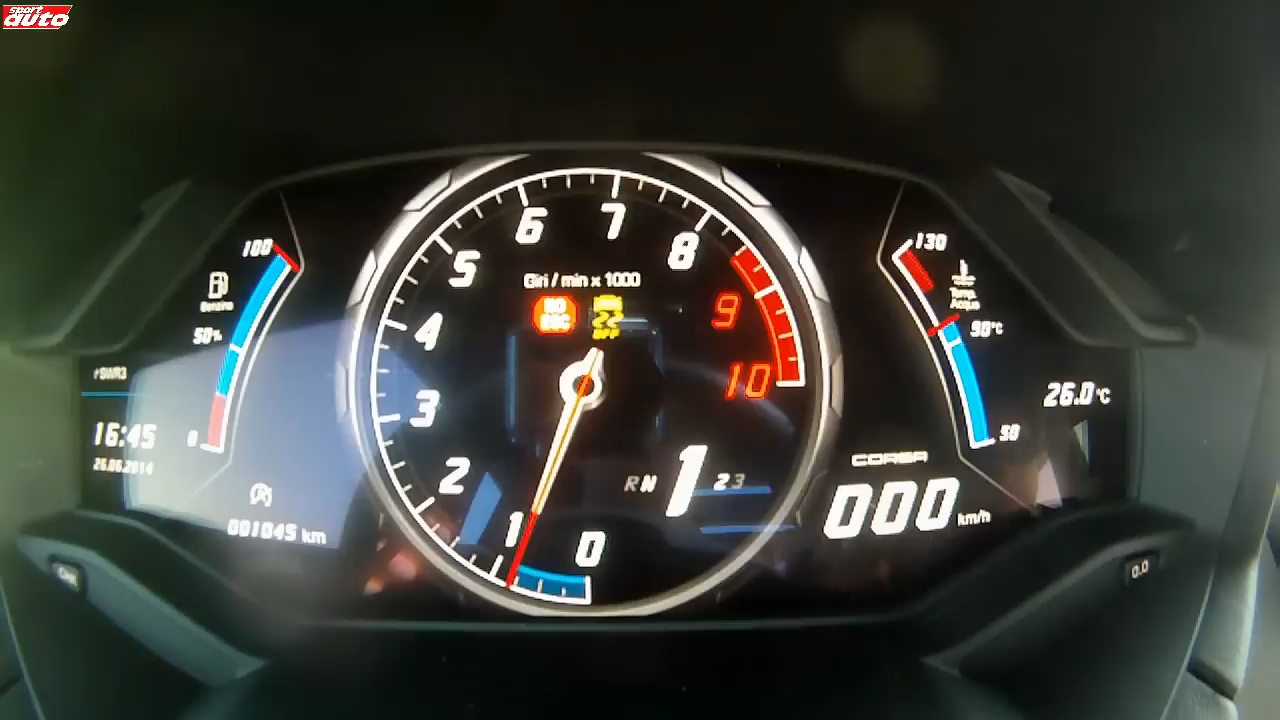 sport
auto
100
Benzina
50%
0
SWR3
16:45
26.06.2014
001045 km
0
1
2
3
4
5
6
7
8
9
10
Giri / min x 1000
OFF
R N 1 2 3
130
Temp.
Acqua
90°C
50
26.0 °C
CORSA
000 km/h
0.0